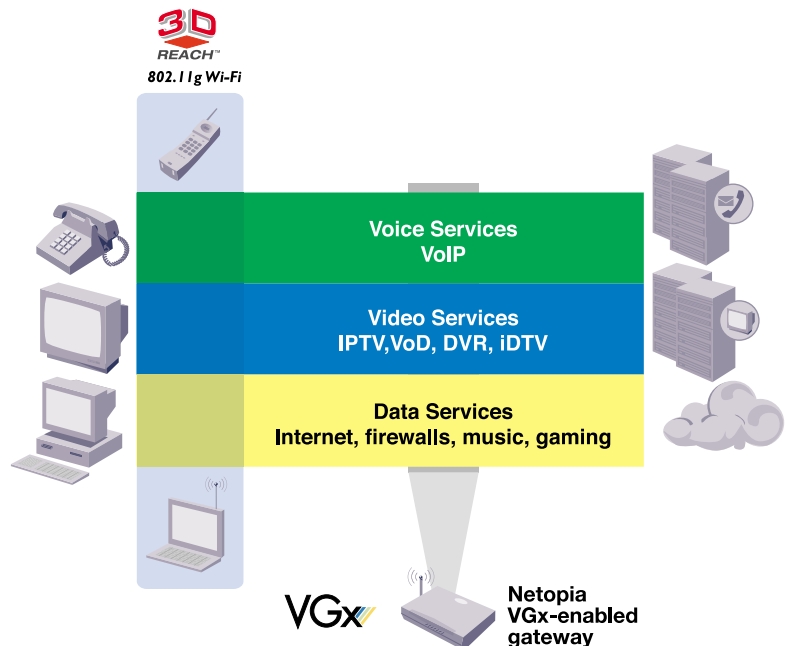 3D
REACH™
802.11g Wi-Fi
Voice Services
VoIP
Video Services
IPTV,VoD, DVR, iDTV
Data Services
Internet, firewalls, music, gaming
VGx
Netopia
VGx-enabled
gateway